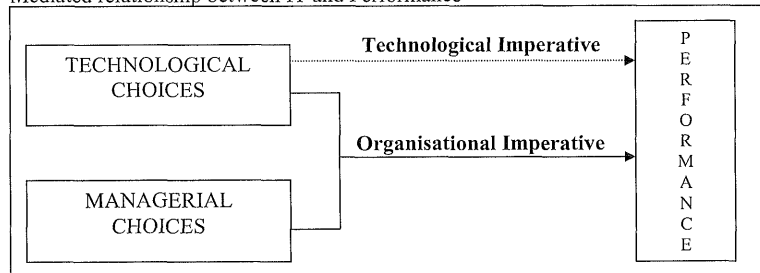 Mediated relationship between IT and Performance
Technological Imperative
TECHNOLOGICAL
CHOICES
Organisational Imperative
MANAGERIAL
CHOICES
P
E
R
F
O
R
M
A
N
C
E